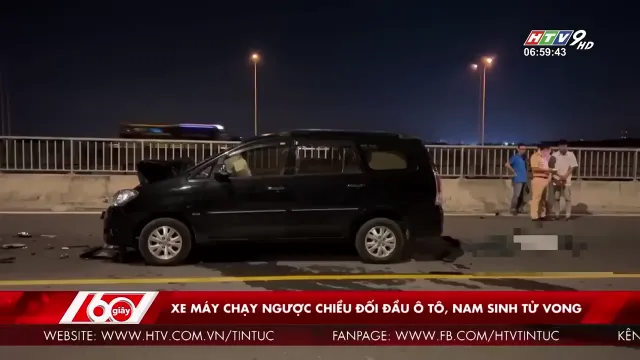 HTV9 HD
06:59:43
60 giây
XE MÁY CHẠY NGƯỢC CHIỀU ĐỐI ĐẦU Ô TÔ, NAM SINH TỬ VONG
WEBSITE: WWW.HTV.COM.VN/TINTUC FANPAGE: WWW.FB.COM/HTVTINTUC KÊN